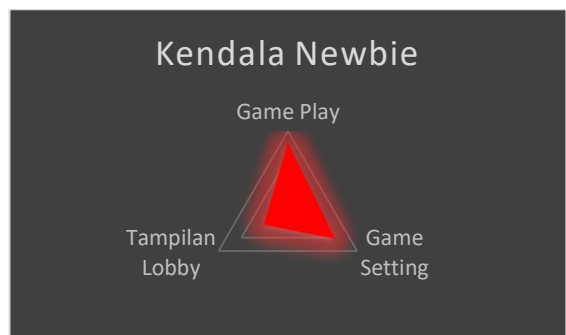 Kendala Newbie
Game Play
Tampilan
Lobby
Game
Setting